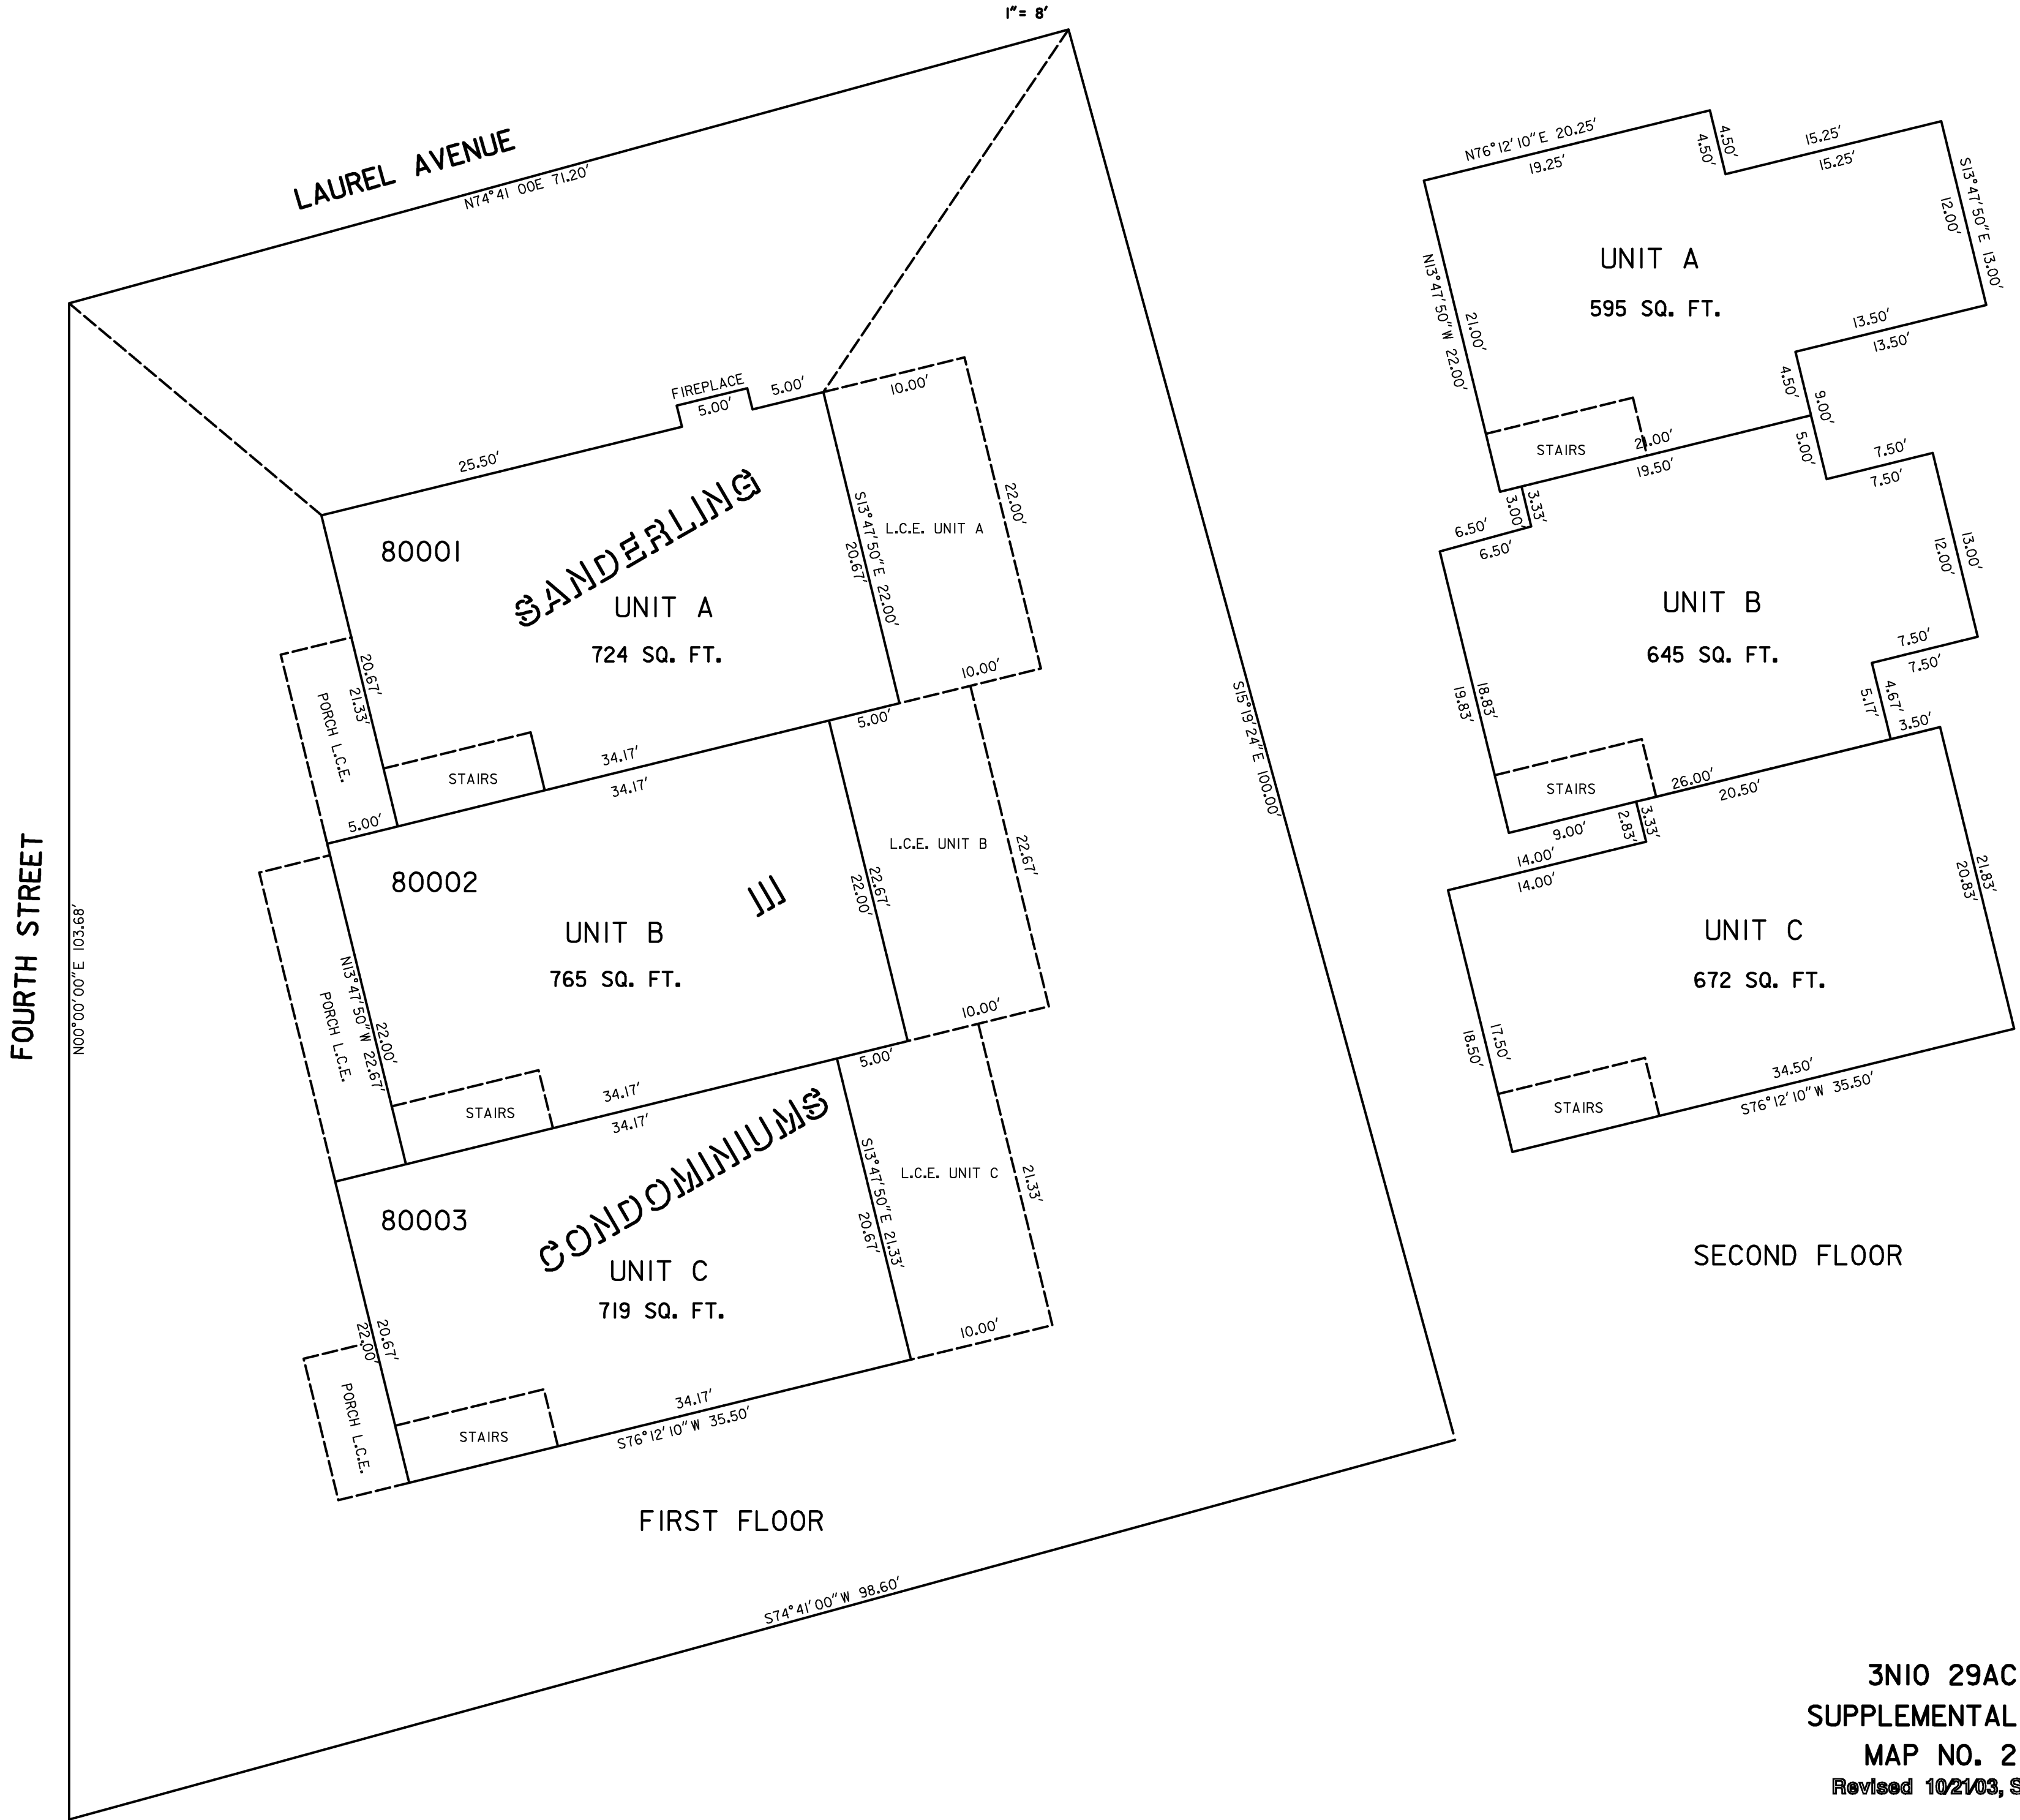 1"= 8'
LAUREL AVENUE
N74°41 00E 71.20'
FOURTH STREET
N00°00'00"E 103.68'
S15°19'24"E 100.00'
S74°41'00"W 98.60'
FIREPLACE
5.00'
5.00'
10.00'
25.50'
80001
SANDERLING
UNIT A
724 SQ. FT.
S13°47'50"E 22.00'
20.67'
L.C.E. UNIT A
22.00'
10.00'
20.67'
21.33'
PORCH L.C.E.
STAIRS
5.00'
34.17'
34.17'
5.00'
80002
III
UNIT B
765 SQ. FT.
22.67'
22.00'
L.C.E. UNIT B
22.67'
10.00'
N13°47'50"W 22.67'
22.00'
PORCH L.C.E.
STAIRS
34.17'
34.17'
5.00'
80003
CONDOMINIUMS
UNIT C
719 SQ. FT.
S13°47'50"E 21.33'
20.67'
L.C.E. UNIT C
21.33'
10.00'
20.67'
22.00'
PORCH L.C.E.
STAIRS
34.17'
S76°12'10"W 35.50'
FIRST FLOOR
N76°12'10"E 20.25'
19.25'
4.50'
4.50'
15.25'
15.25'
S13°47'50"E 13.00'
12.00'
UNIT A
595 SQ. FT.
N13°47'50"W 22.00'
21.00'
13.50'
13.50'
4.50'
9.00'
STAIRS
21.00'
19.50'
5.00'
7.50'
7.50'
3.00'
3.33'
6.50'
6.50'
13.00'
12.00'
UNIT B
645 SQ. FT.
19.83'
18.83'
7.50'
7.50'
4.67'
5.17'
3.50'
STAIRS
26.00'
20.50'
9.00'
2.83'
3.33'
14.00'
14.00'
21.83'
20.83'
UNIT C
672 SQ. FT.
18.50'
17.50'
STAIRS
34.50'
S76°12'10"W 35.50'
SECOND FLOOR
3N10 29AC
SUPPLEMENTAL
MAP NO. 2
Revised 10/21/03, S